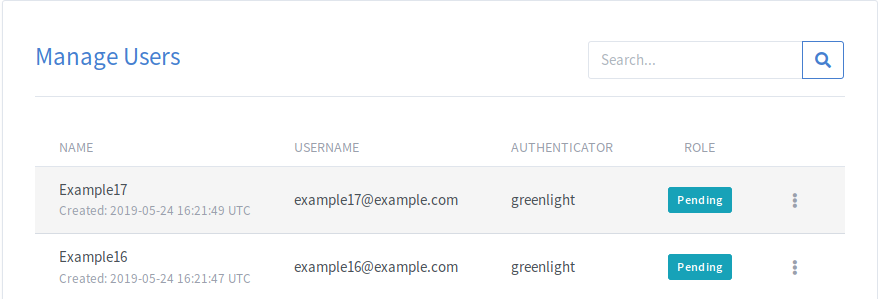 Manage Users
Search...
NAME USERNAME AUTHENTICATOR ROLE
Example17
Created: 2019-05-24 16:21:49 UTC
example17@example.com greenlight Pending
Example16
Created: 2019-05-24 16:21:47 UTC
example16@example.com greenlight Pending